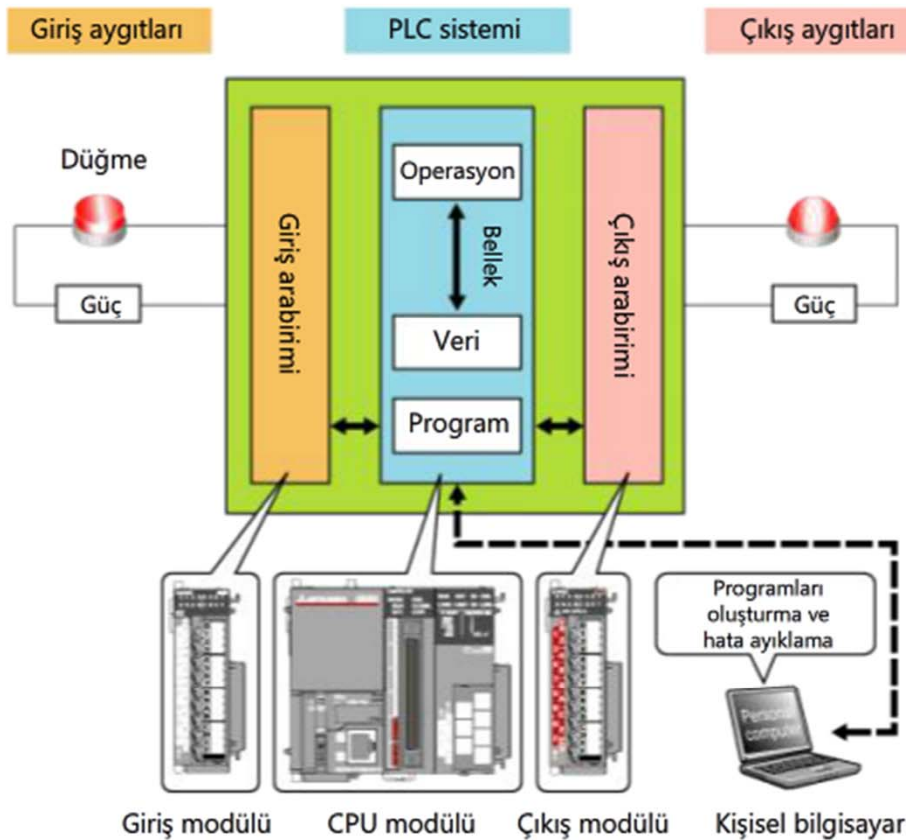 Giriş aygıtları
PLC sistemi
Çıkış aygıtları
Düğme
Güç
Giriş arabirimi
Operasyon
Bellek
Veri
Program
Çıkış arabirimi
Güç
Programları
oluşturma ve
hata ayıklama
Personal
computer
Giriş modülü
CPU modülü
Çıkış modülü
Kişisel bilgisayar